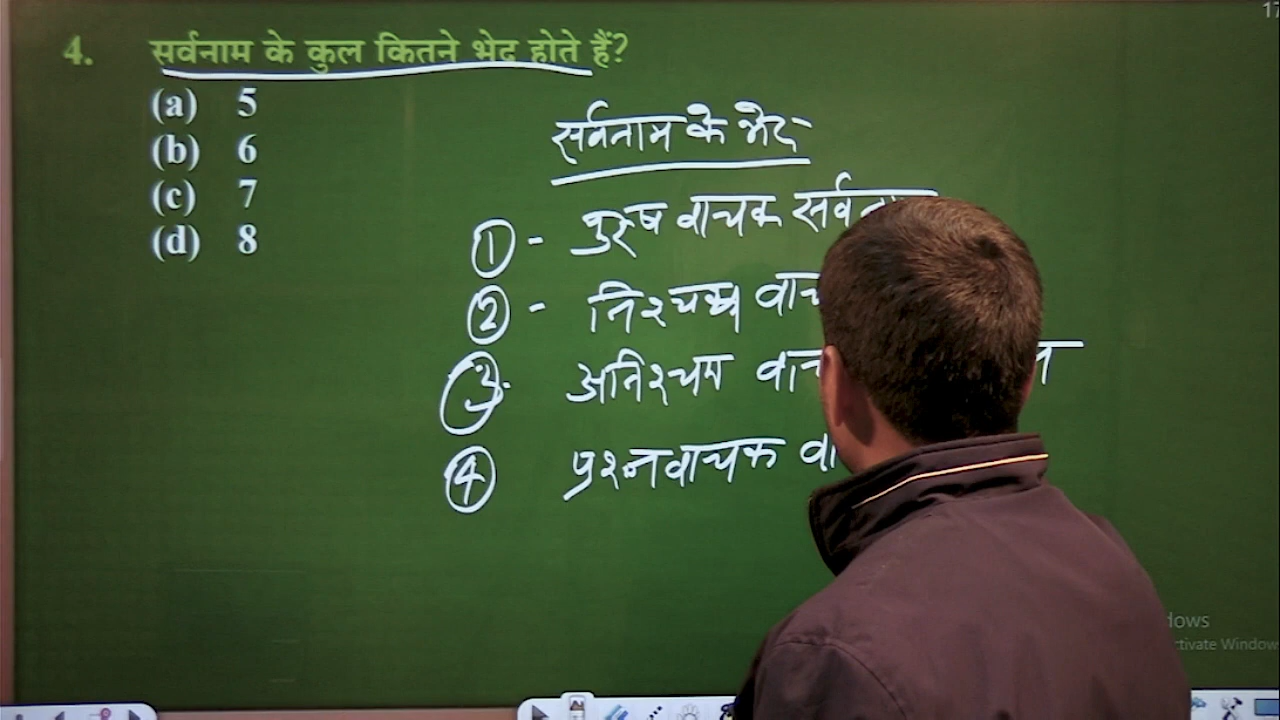 17
4. सर्वनाम के कुल कितने भेद होते हैं?
(a) 5
(b) 6
(c) 7
(d) 8
सर्वनाम के भेद
① - पुरुष वाचक
② -
③ अनिश्चय
④ प्रश्नवाचक